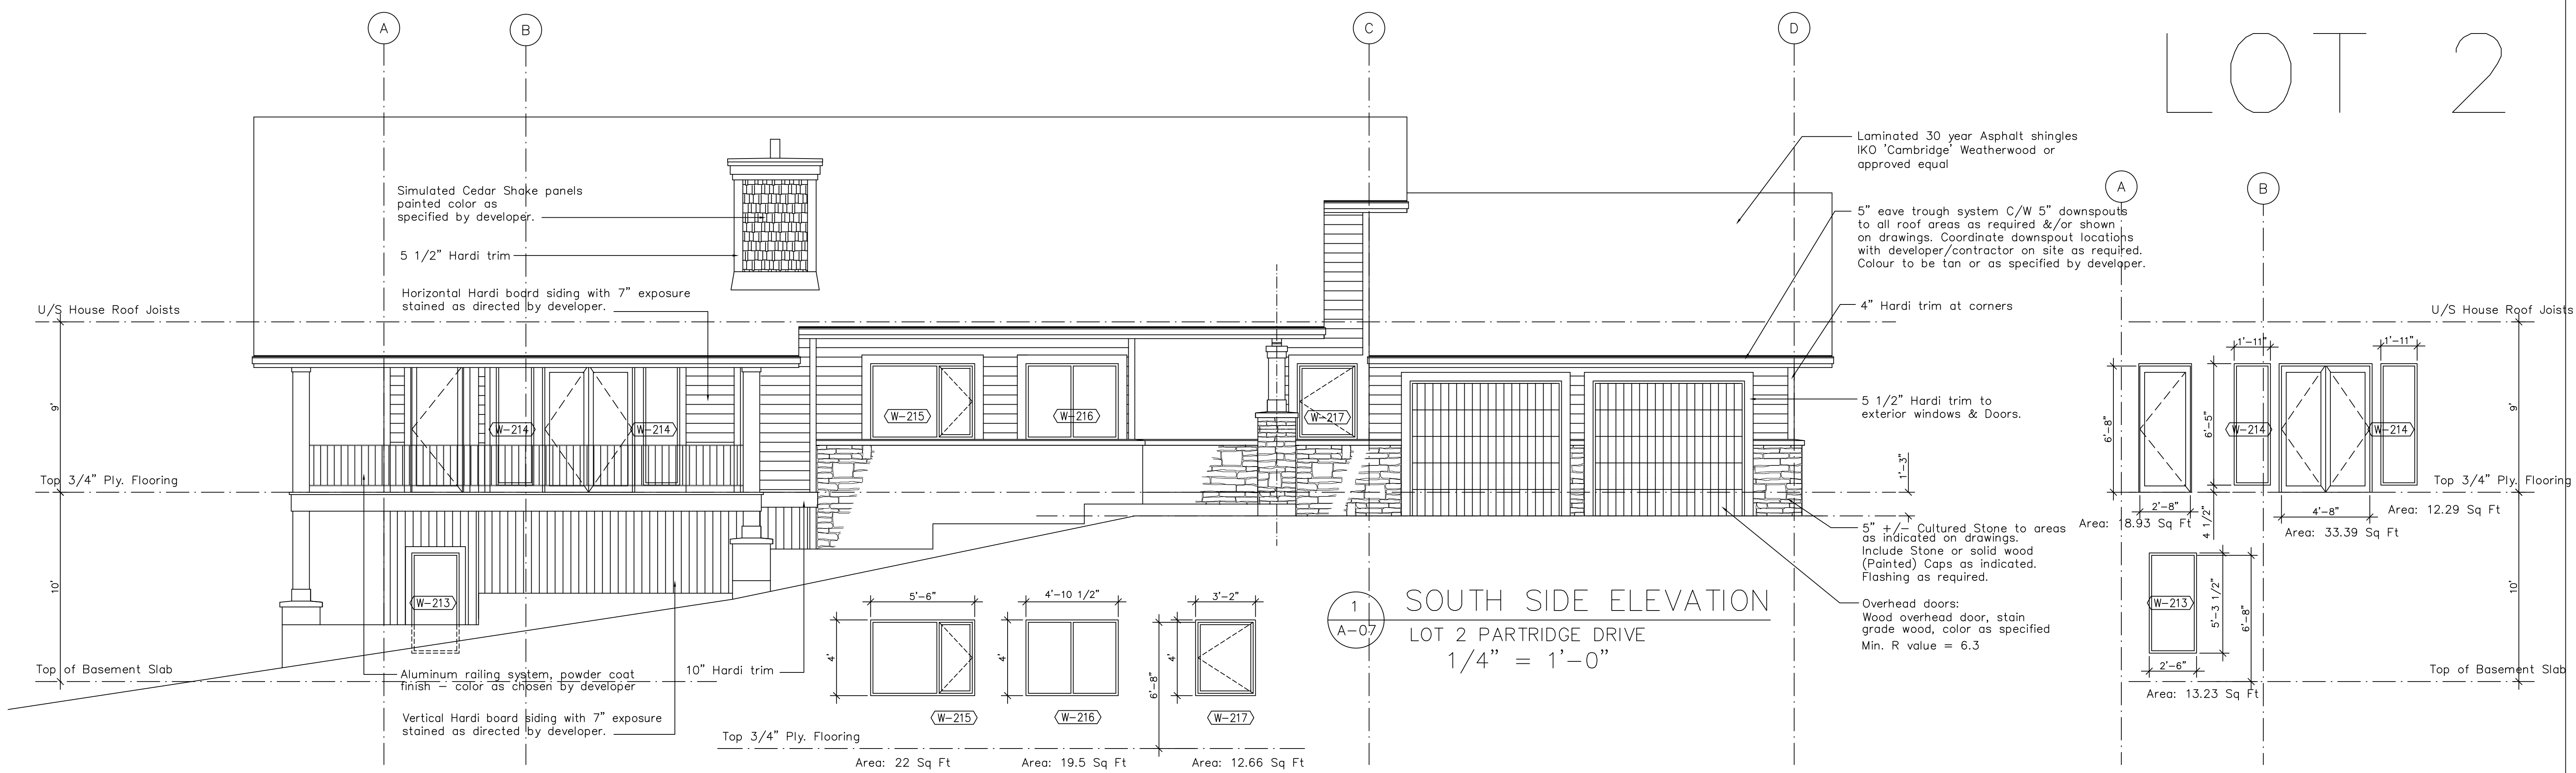 A
B
C
D
LOT 2
Laminated 30 year Asphalt shingles
IKO 'Cambridge' Weatherwood or
approved equal
A
B
Simulated Cedar Shake panels
painted color as
specified by developer.
5 1/2" Hardi trim
5" eave trough system C/W 5" downspouts
to all roof areas as required &/or shown
on drawings. Coordinate downspout locations
with developer/contractor on site as required.
Colour to be tan or as specified by developer.
Horizontal Hardi board siding with 7" exposure
stained as directed by developer.
4" Hardi trim at corners
U/S House Roof Joists
U/S House Roof Joists
1'-11"
1'-11"
9'
W-214
W-214
W-215
W-216
W-217
5 1/2" Hardi trim to
exterior windows & Doors.
6'-8"
6'-5"
W-214
W-214
9'
1'-3"
Top 3/4" Ply. Flooring
Top 3/4" Ply. Flooring
2'-8"
4 1/2"
4'-8"
Area: 18.93 Sq Ft
Area: 33.39 Sq Ft
Area: 12.29 Sq Ft
5" +/- Cultured Stone to areas
as indicated on drawings.
Include Stone or solid wood
(Painted) Caps as indicated.
Flashing as required.
10'
W-213
5'-6"
4'-10 1/2"
3'-2"
4'
4'
4'
6'-8"
1
A-07
SOUTH SIDE ELEVATION
LOT 2 PARTRIDGE DRIVE
1/4" = 1'-0"
Overhead doors:
Wood overhead door, stain
grade wood, color as specified
Min. R value = 6.3
W-213
5'-3 1/2"
6'-8"
10'
2'-6"
Area: 13.23 Sq Ft
Top of Basement Slab
Top of Basement Slab
Aluminum railing system, powder coat
finish - color as chosen by developer
10" Hardi trim
Vertical Hardi board siding with 7" exposure
stained as directed by developer.
W-215
W-216
W-217
Top 3/4" Ply. Flooring
Area: 22 Sq Ft
Area: 19.5 Sq Ft
Area: 12.66 Sq Ft